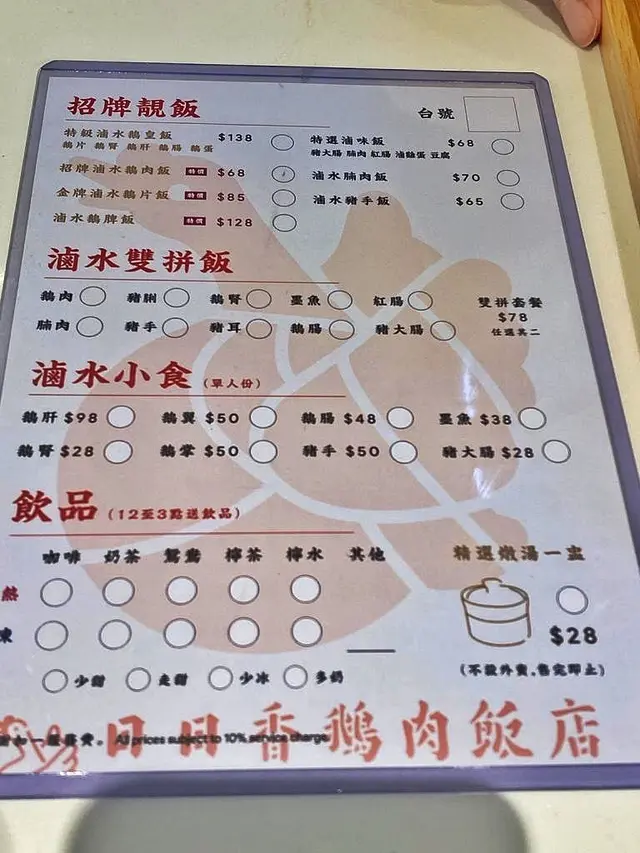 招牌靚飯
台號
特級滷水鵝皇飯 $138
鵝片 鵝腎 鵝肝 鵝腸 鵝蛋
招牌滷水鵝肉飯 特價 $68
金牌滷水鵝片飯 特價 $85
滷水鵝髀飯 特價 $128
特選滷味飯 $68
豬大腸 腩肉 紅腸 滷雞蛋 豆腐
滷水腩肉飯 $70
滷水豬手飯 $65
滷水雙拼飯
鵝肉 豬脷 鵝腎 墨魚 紅腸
腩肉 豬手 豬耳 鵝腸 豬大腸
雙拼套餐
$78
任選其二
滷水小食 (單人份)
鵝肝 $98 鵝翼 $50 鵝腸 $48 墨魚 $38
鵝腎 $28 鵝掌 $50 豬手 $50 豬大腸 $28
飲品 (12至3點送飲品)
咖啡 奶茶 鴛鴦 檸茶 檸水 其他
熱
凍
少甜 走甜 少冰 多奶
精選燉湯一盅
$28
(不設外賣，售完即止)
加一服務費。 All prices subject to 10% service charge.
日日香鵝肉飯店